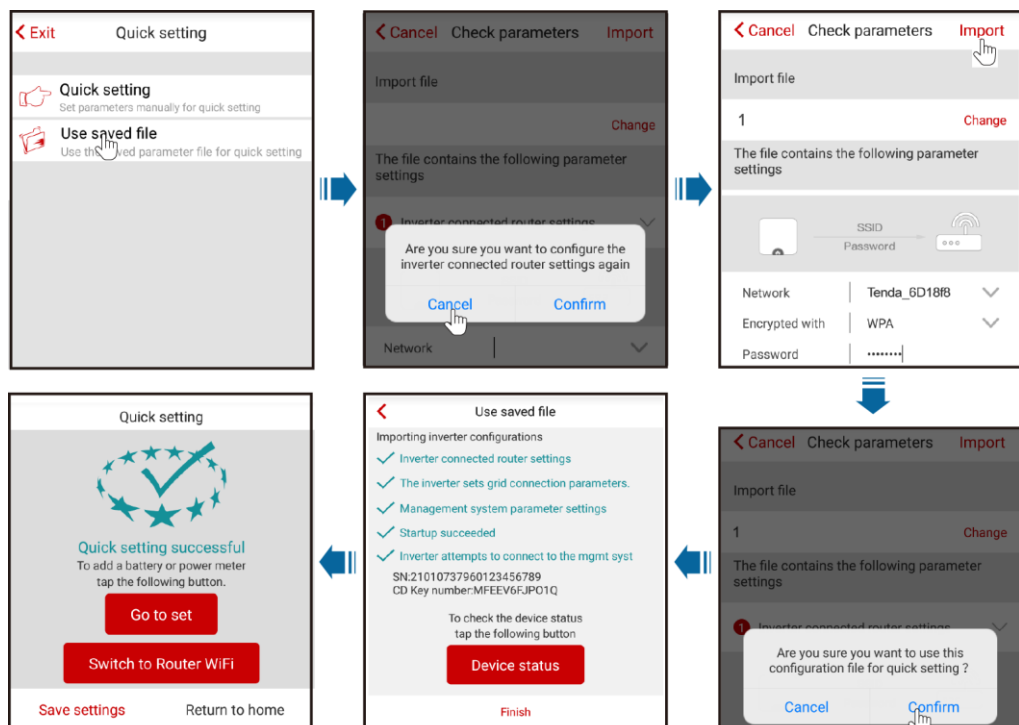 Exit
Quick setting
Quick setting
Set parameters manually for quick setting
Use saved file
Use the saved parameter file for quick setting
Cancel Check parameters Import
Import file
Change
The file contains the following parameter
settings
1 Inverter connected router settings
Are you sure you want to configure the
inverter connected router settings again
Cancel Confirm
Network
Cancel Check parameters Import
Import file
1 Change
The file contains the following parameter
settings
SSID
Password
Network Tenda_6D18f8
Encrypted with WPA
Password ••••••••
Cancel Check parameters Import
Import file
1 Change
The file contains the following parameter
settings
1 Inverter connected router settings
Are you sure you want to use this
configuration file for quick setting ?
Cancel Confirm
Use saved file
Importing inverter configurations
Inverter connected router settings
The inverter sets grid connection parameters.
Management system parameter settings
Startup succeeded
Inverter attempts to connect to the mgmt syst
SN:21010737960123456789
CD Key number:MFEEV6FJPO1Q
To check the device status
tap the following button
Device status
Finish
Quick setting
Quick setting successful
To add a battery or power meter
tap the following button.
Go to set
Switch to Router WiFi
Save settings Return to home